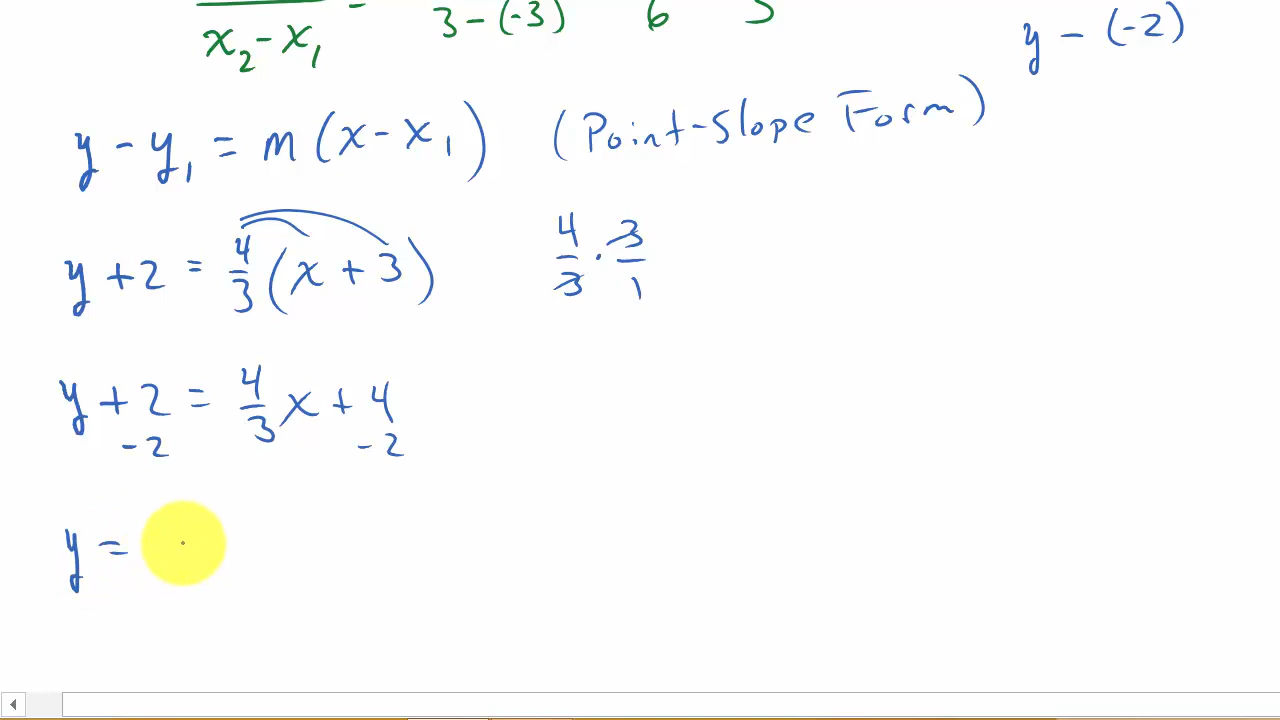 x₂ - x₁ = 3 - (-3) 6 3
y - (-2)
y - y₁ = m(x - x₁) (Point-Slope Form)
y + 2 = 4/3(x + 3) 4/3 · 3/1
y + 2 = 4/3x + 4
-2 -2
y =